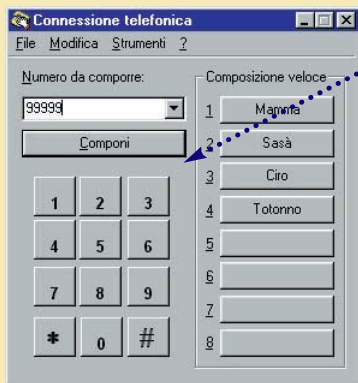 Connessione telefonica
File Modifica Strumenti ?
Numero da comporre:
99999
Componi
1 2 3
4 5 6
7 8 9
* 0 #
Composizione veloce
1 Mamma
2 Sasà
3 Ciro
4 Totonno
5
6
7
8